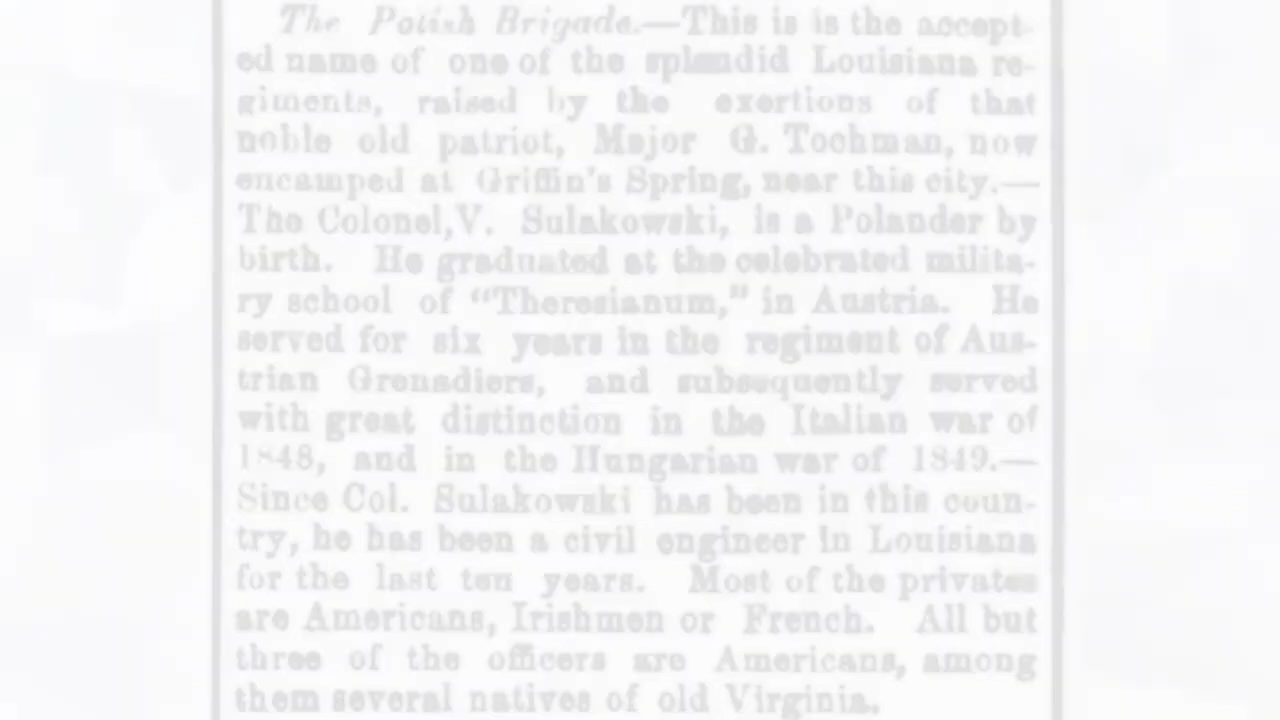 The Polish Brigade.—This is is the accept-
ed name of one of the splendid Louisiana re-
giments, raised by the exertions of that
noble old patriot, Major G. Tochman, now
encamped at Griffin's Spring, near this city.—
The Colonel,V. Sulakowski, is a Polander by
birth. He graduated at the celebrated milita-
ry school of "Theresianum," in Austria. He
served for six years in the regiment of Aus-
trian Grenadiers, and subsequently served
with great distinction in the Italian war of
1848, and in the Hungarian war of 1849.—
Since Col. Sulakowski has been in this coun-
try, he has been a civil engineer in Louisiana
for the last ten years. Most of the privates
are Americans, Irishmen or French. All but
three of the officers are Americans, among
them several natives of old Virginia.